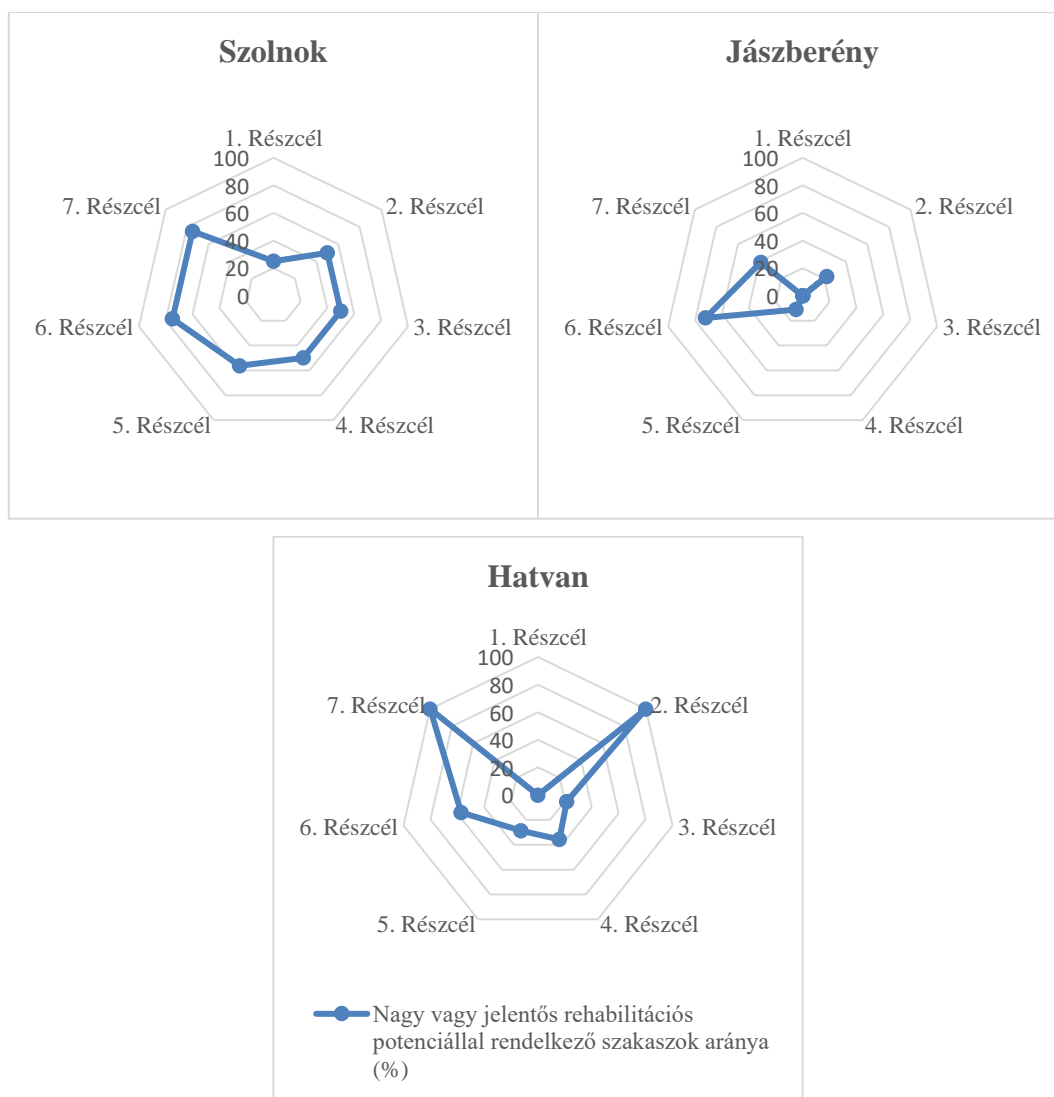 Szolnok
1. Részcél
100
80
60
40
20
0
2. Részcél
3. Részcél
4. Részcél
5. Részcél
6. Részcél
7. Részcél
Jászberény
1. Részcél
100
80
60
40
20
0
2. Részcél
3. Részcél
4. Részcél
5. Részcél
6. Részcél
7. Részcél
Hatvan
1. Részcél
100
80
60
40
20
0
2. Részcél
3. Részcél
4. Részcél
5. Részcél
6. Részcél
7. Részcél
Nagy vagy jelentős rehabilitációs
potenciállal rendelkező szakaszok aránya
(%)